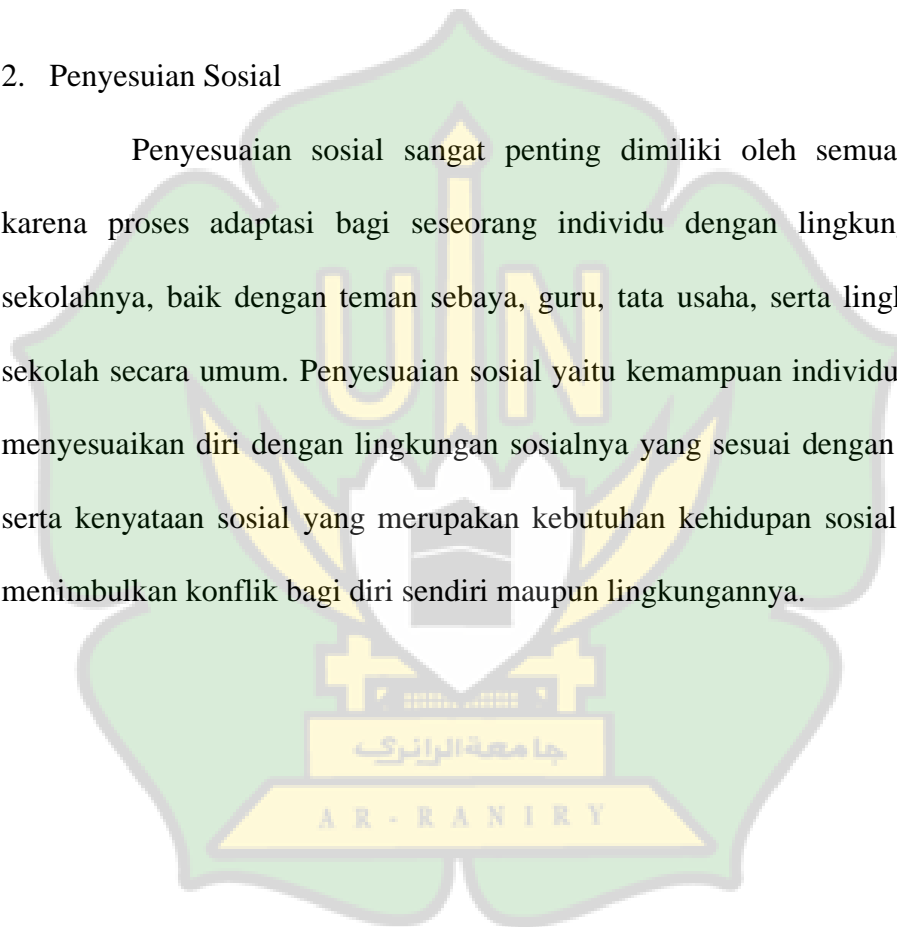 2. Penyesuian Sosial
Penyesuaian sosial sangat penting dimiliki oleh semua
karena proses adaptasi bagi seseorang individu dengan lingkun
sekolahnya, baik dengan teman sebaya, guru, tata usaha, serta lingk
sekolah secara umum. Penyesuaian sosial yaitu kemampuan individu
menyesuaikan diri dengan lingkungan sosialnya yang sesuai dengan
serta kenyataan sosial yang merupakan kebutuhan kehidupan sosial
menimbulkan konflik bagi diri sendiri maupun lingkungannya.
UIN
جامعة الرانري
AR-RANIRY